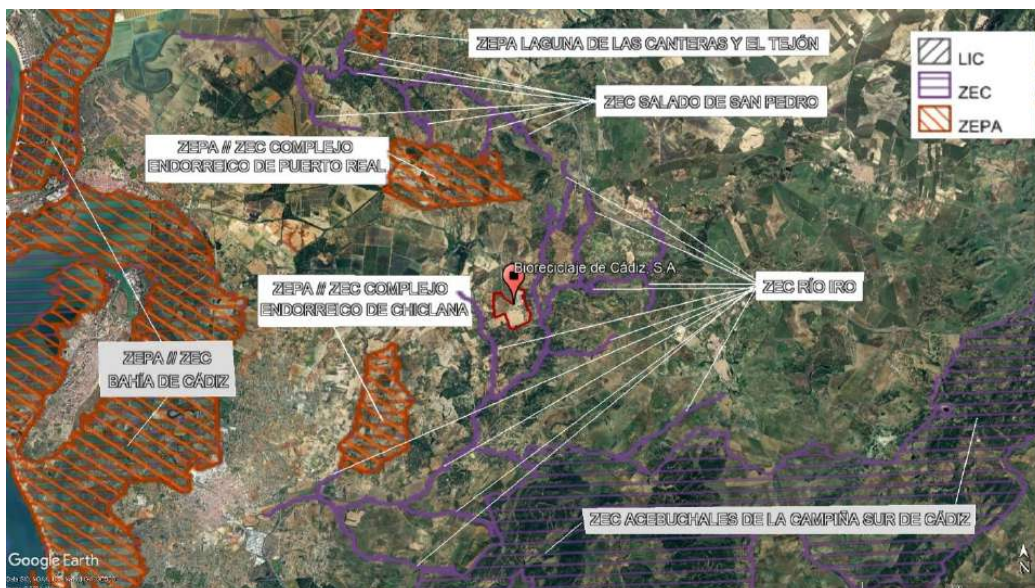 ZEPA LAGUNA DE LAS CANTERAS Y EL TEJÓN
LIC
ZEC
ZEPA
ZEC SALADO DE SAN PEDRO
ZEPA // ZEC COMPLEJO
ENDORREICO DE PUERTO REAL
Bioreciclaje de Cádiz, S.A
ZEPA // ZEC COMPLEJO
ENDORREICO DE CHICLANA
ZEC RÍO IRO
ZEPA // ZEC
BAHÍA DE CÁDIZ
ZEC ACEBUCHALES DE LA CAMPIÑA SUR DE CÁDIZ
Google Earth
N